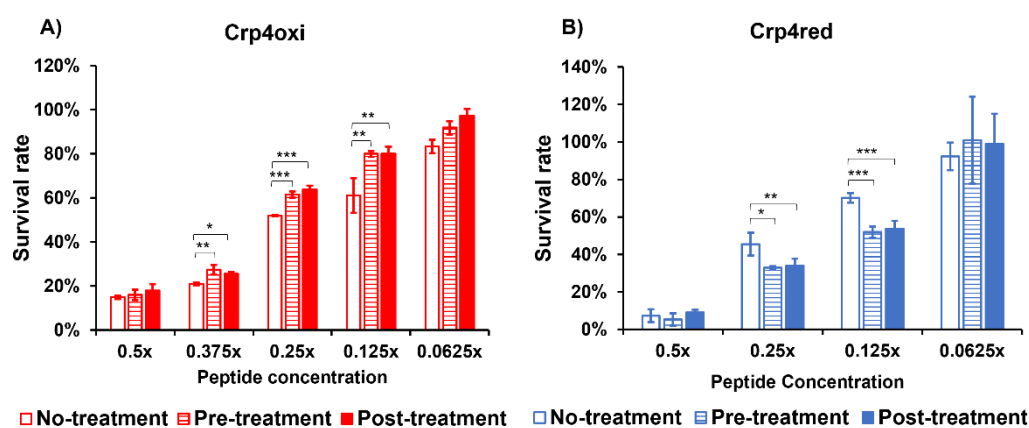 A)
Crp4oxi
120%
100%
80%
60%
40%
20%
0%
Survival rate
** *
*** ***
** **
0.5x 0.375x 0.25x 0.125x 0.0625x
Peptide concentration
No-treatment Pre-treatment Post-treatment
B)
Crp4red
140%
120%
100%
80%
60%
40%
20%
0%
Survival rate
* **
*** ***
0.5x 0.25x 0.125x 0.0625x
Peptide Concentration
No-treatment Pre-treatment Post-treatment